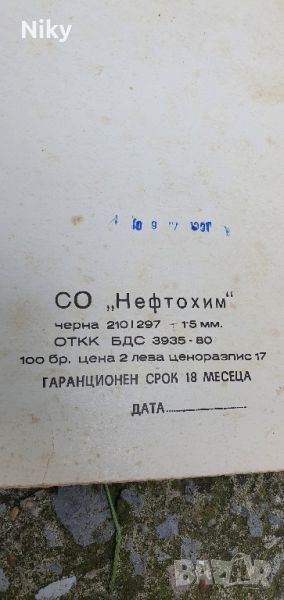 Niky
СО „Нефтохим"
черна 2101297 - 15 мм.
ОТКК БДС 3935-80
100 бр. цена 2 лева ценоразпис 17
ГАРАНЦИОНЕН СРОК 18 МЕСЕЦА
ДАТА
BAZAR